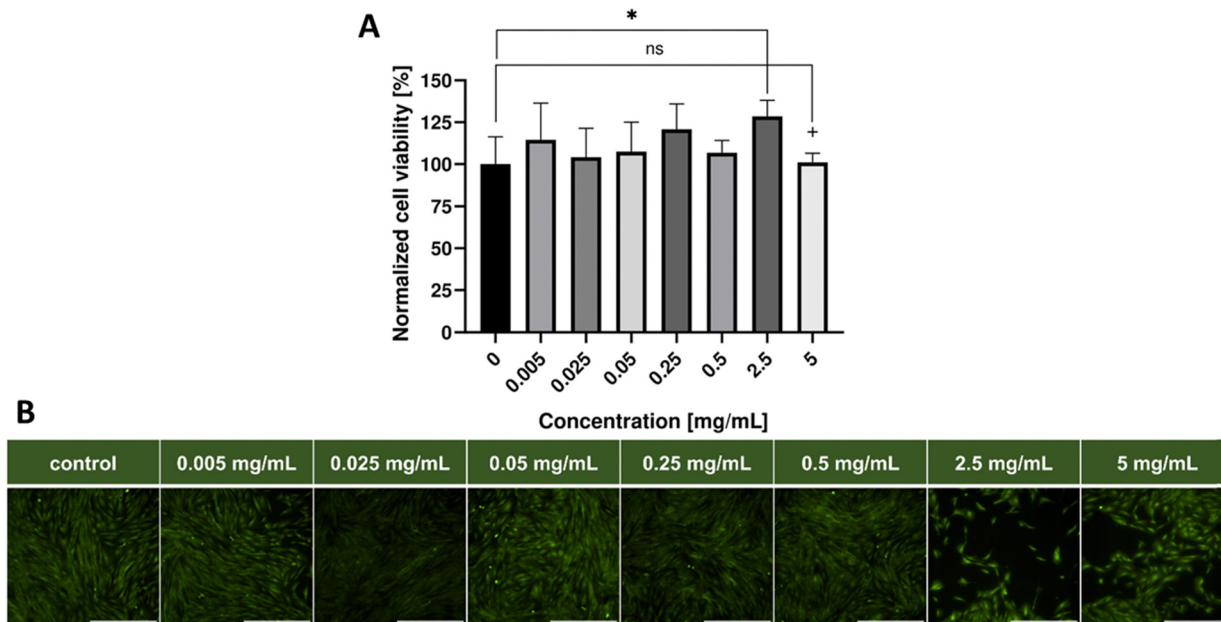 A
*
ns
Normalized cell viability [%]
150
125
100
75
50
25
0
+
0 0.005 0.025 0.05 0.25 0.5 2.5 5
Concentration [mg/mL]
B
control 0.005 mg/mL 0.025 mg/mL 0.05 mg/mL 0.25 mg/mL 0.5 mg/mL 2.5 mg/mL 5 mg/mL